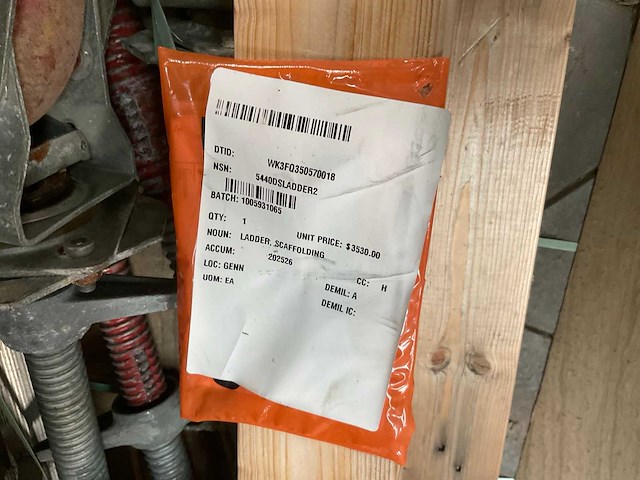 DTID: WK3FQ350570018
NSN: 5440DSLADDER2
BATCH: 1005931065
QTY: 1 UNIT PRICE: $3530.00
NOUN: LADDER, SCAFFOLDING
ACCUM: 202526
LOC: GENN CC: H
UOM: EA DEMIL: A
DEMIL IC: